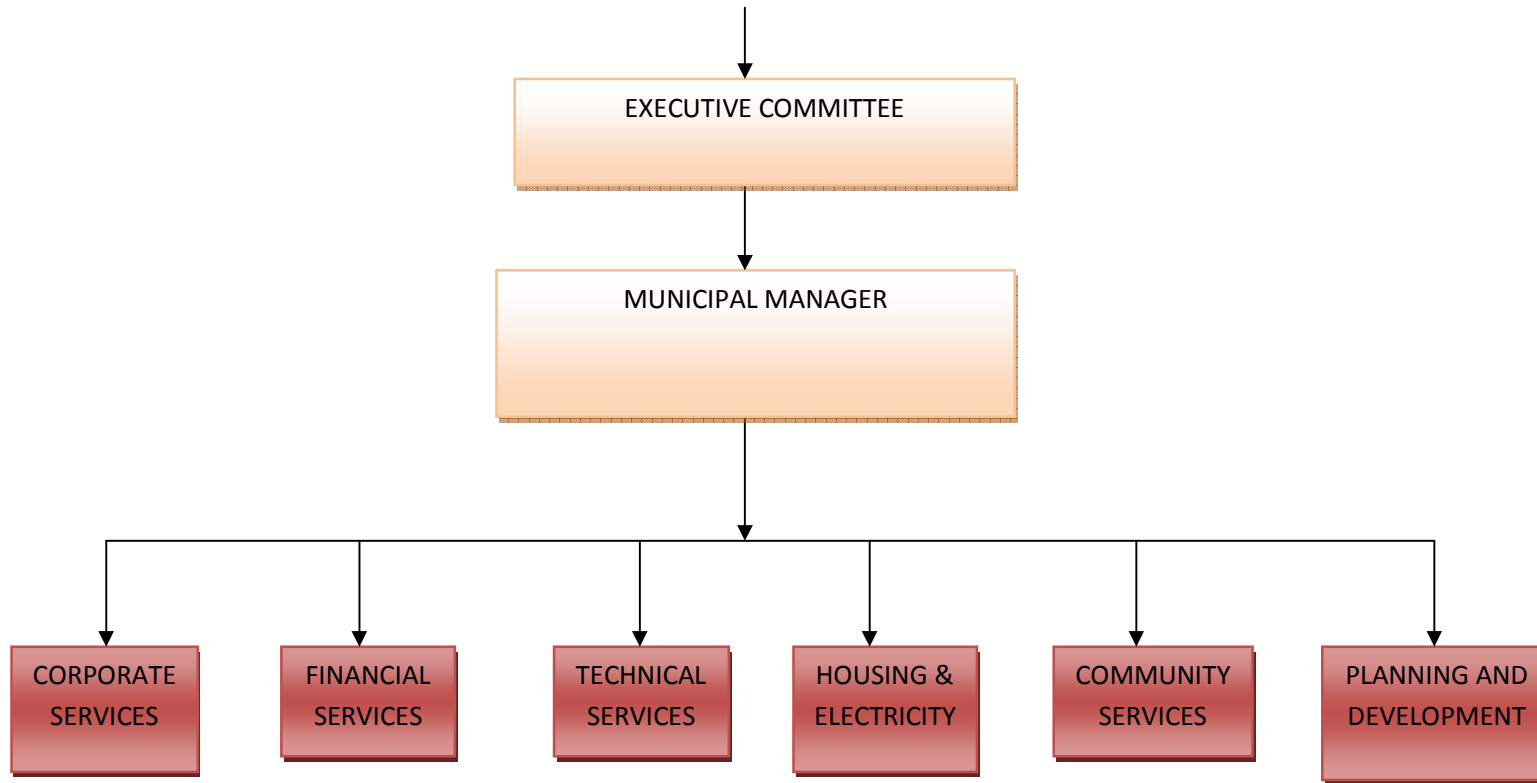 EXECUTIVE COMMITTEE
MUNICIPAL MANAGER
CORPORATE
SERVICES
FINANCIAL
SERVICES
TECHNICAL
SERVICES
HOUSING &
ELECTRICITY
COMMUNITY
SERVICES
PLANNING AND
DEVELOPMENT